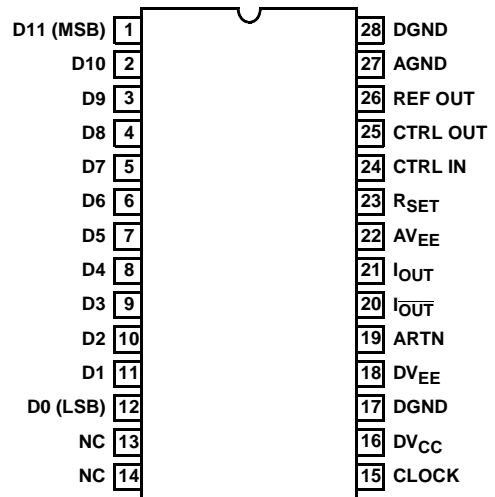 D11 (MSB) 1 28 DGND
D10 2 27 AGND
D9 3 26 REF OUT
D8 4 25 CTRL OUT
D7 5 24 CTRL IN
D6 6 23 RSET
D5 7 22 AVEE
D4 8 21 IOUT
D3 9 20 I̅O̅U̅T̅
D2 10 19 ARTN
D1 11 18 DVEE
D0 (LSB) 12 17 DGND
NC 13 16 DVCC
NC 14 15 CLOCK